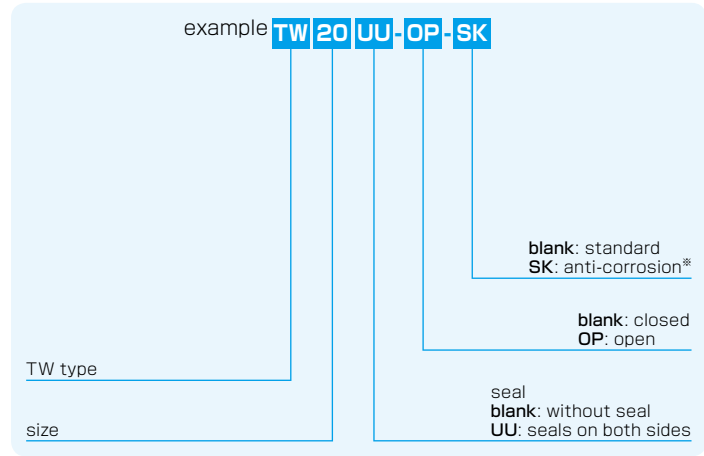 example TW 20 UU - OP - SK
blank: standard
SK: anti-corrosion※
blank: closed
OP: open
TW type
seal
blank: without seal
size
UU: seals on both sides